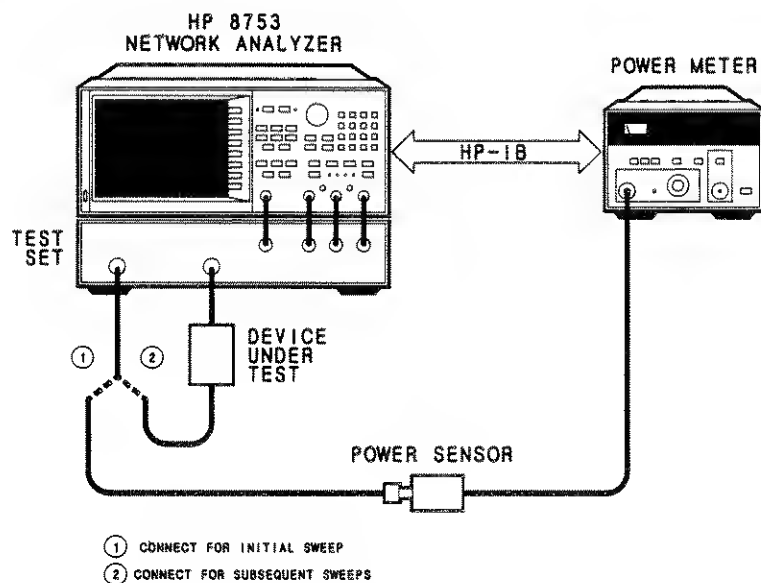 HP 8753
NETWORK ANALYZER
POWER METER
HP-IB
TEST
SET
1
2
DEVICE
UNDER
TEST
POWER SENSOR
1 CONNECT FOR INITIAL SWEEP
2 CONNECT FOR SUBSEQUENT SWEEPS